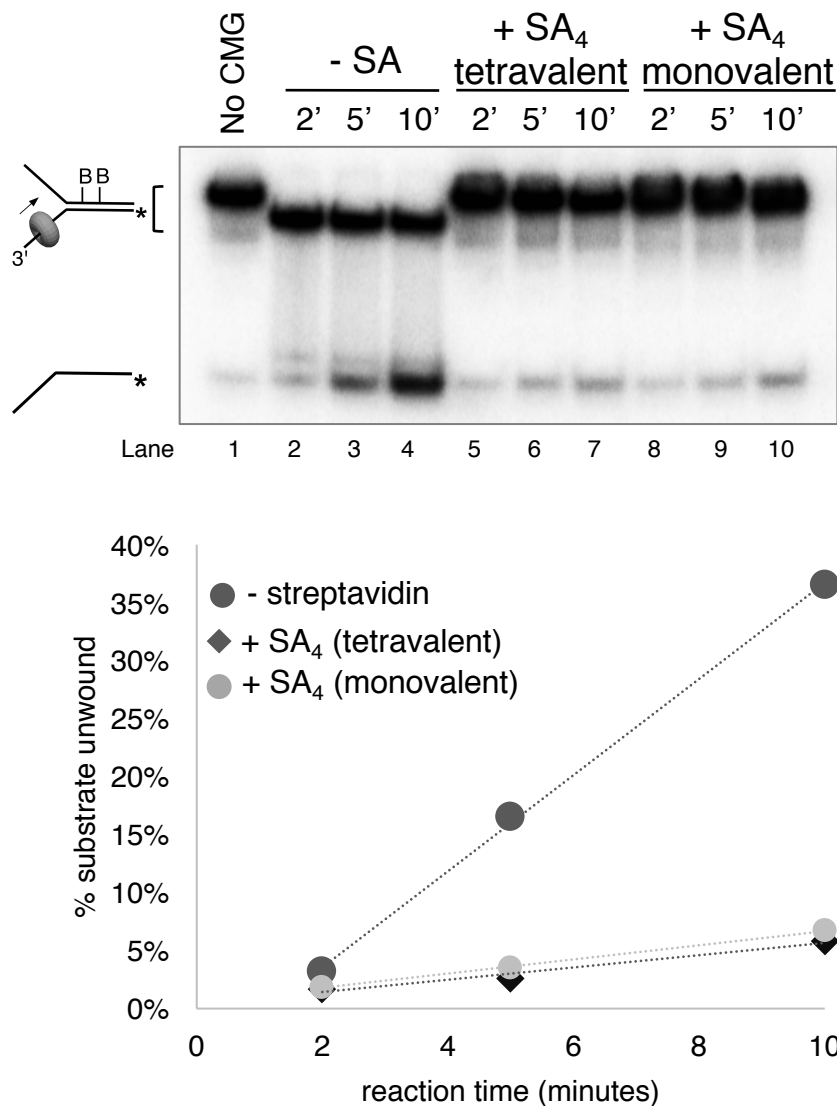 No CMG
- SA
+ SA4 tetravalent
+ SA4 monovalent
2' 5' 10' 2' 5' 10' 2' 5' 10'
B B
*
3'
*
Lane 1 2 3 4 5 6 7 8 9 10
40%
35%
30%
25%
20%
15%
10%
5%
0%
% substrate unwound
- streptavidin
+ SA4 (tetravalent)
+ SA4 (monovalent)
0 2 4 6 8 10
reaction time (minutes)